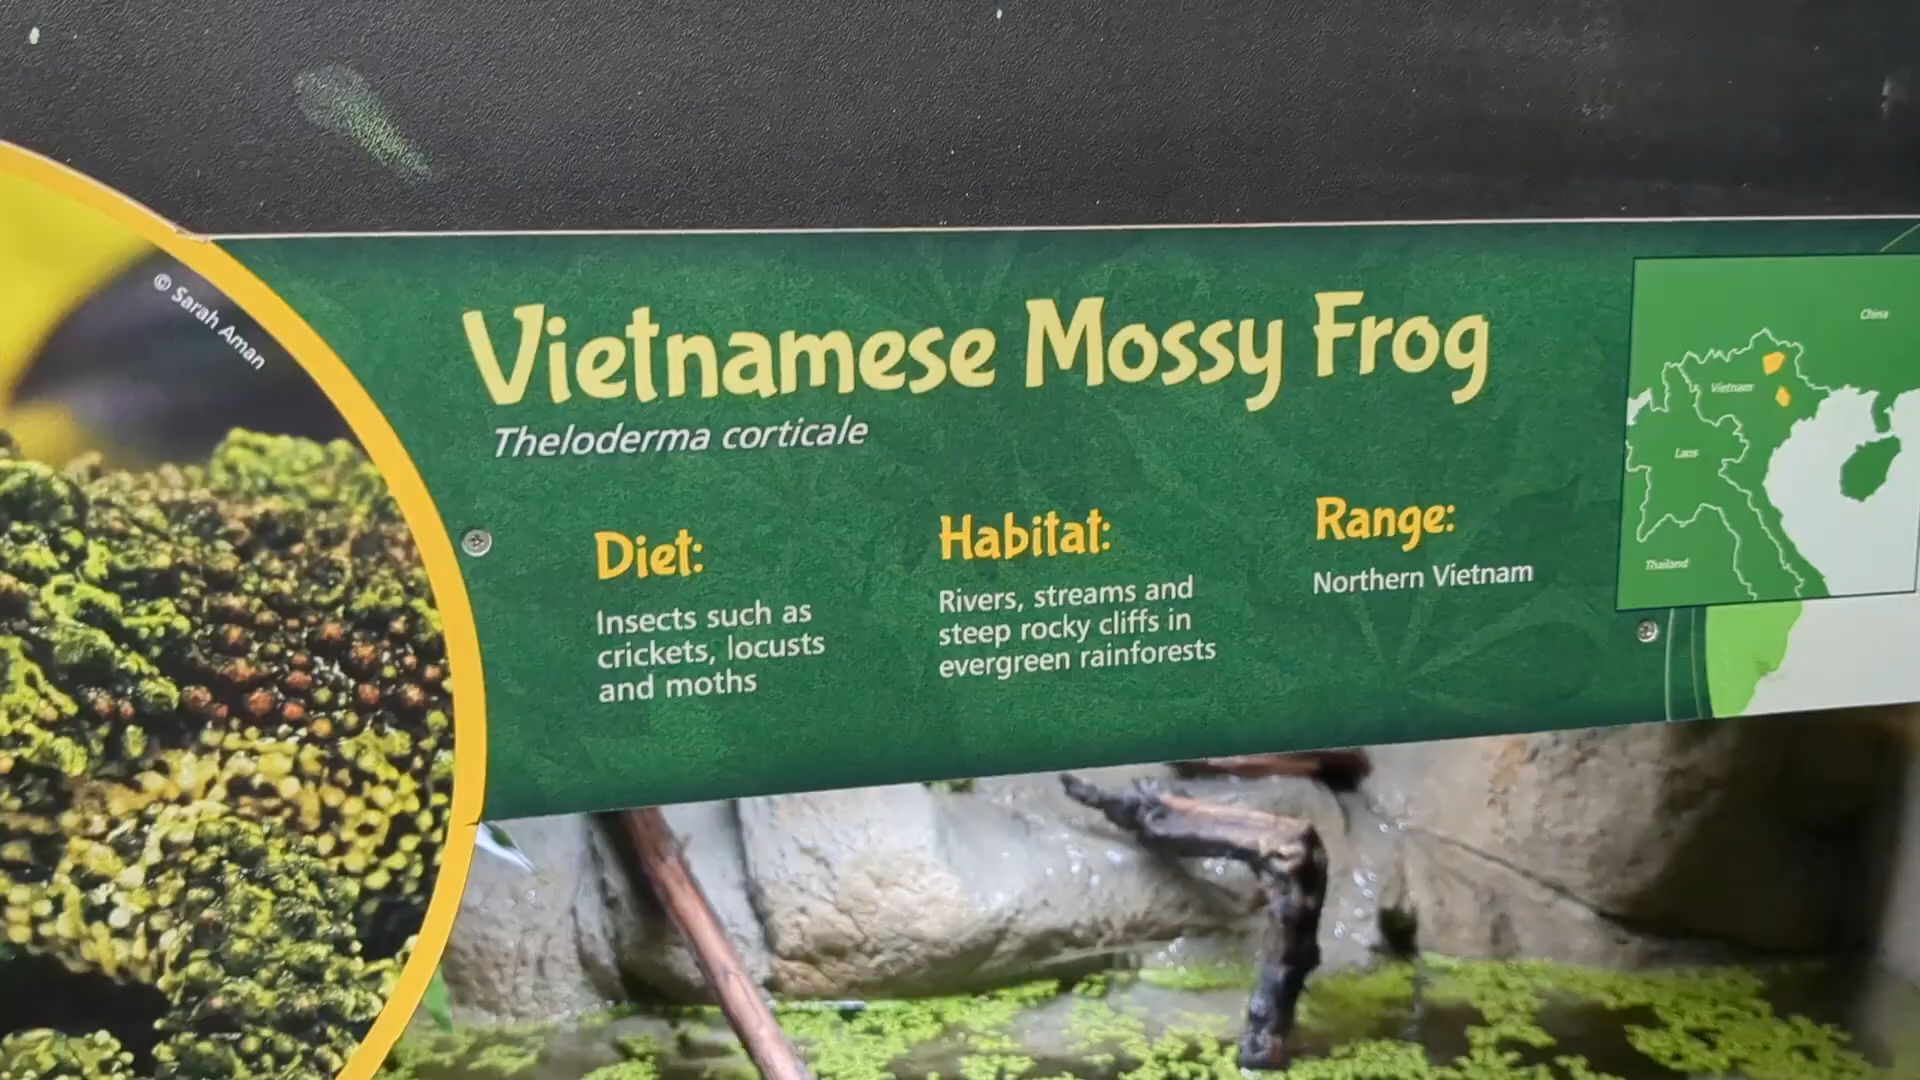 © Sarah Aman
Vietnamese Mossy Frog
Theloderma corticale
Diet:
Insects such as
crickets, locusts
and moths
Habitat:
Rivers, streams and
steep rocky cliffs in
evergreen rainforests
Range:
Northern Vietnam
China
Vietnam
Laos
Thailand